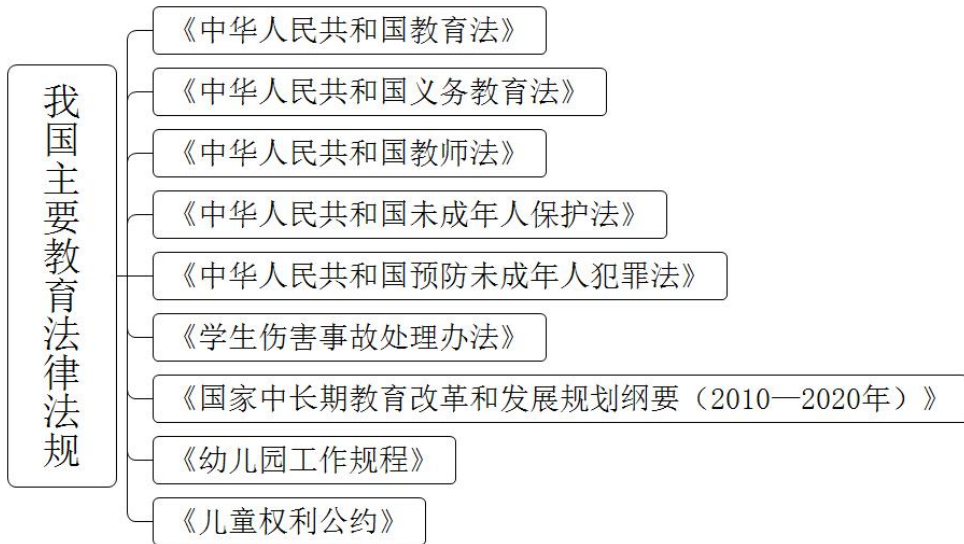 我国主要教育法律法规
《中华人民共和国教育法》
《中华人民共和国义务教育法》
《中华人民共和国教师法》
《中华人民共和国未成年人保护法》
《中华人民共和国预防未成年人犯罪法》
《学生伤害事故处理办法》
《国家中长期教育改革和发展规划纲要（2010—2020年）》
《幼儿园工作规程》
《儿童权利公约》